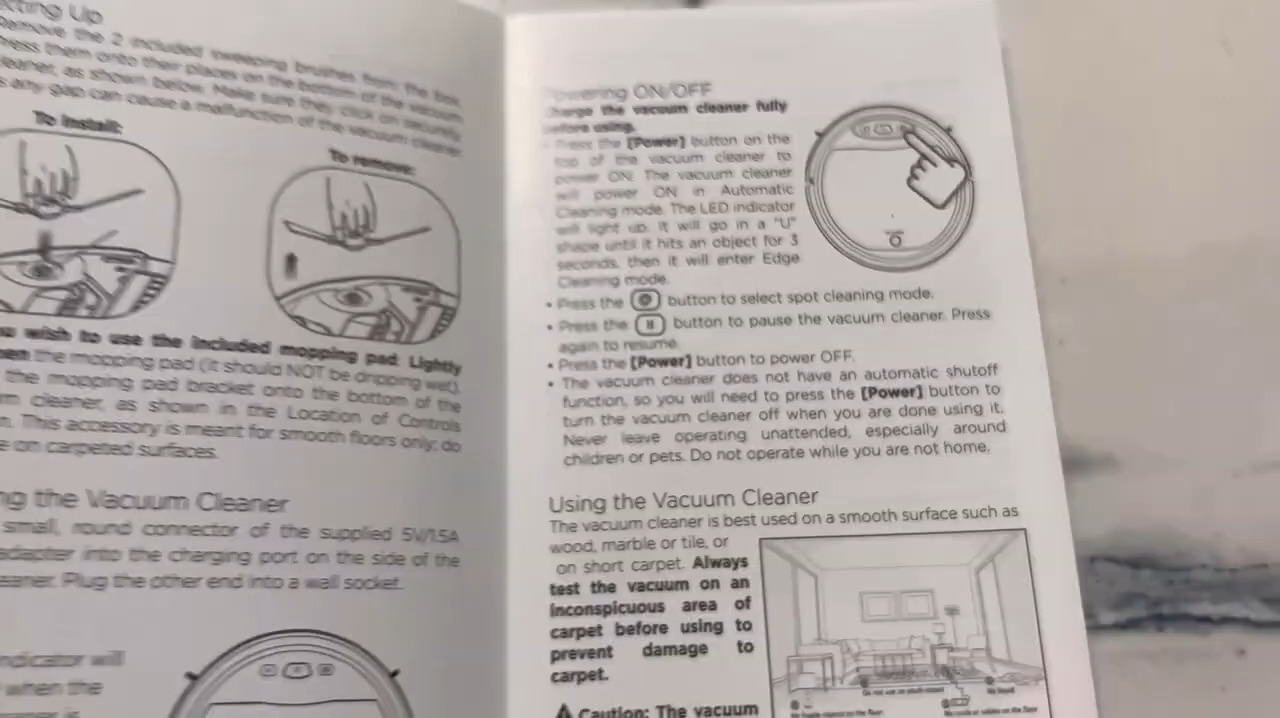 tting Up
Remove the 2 included sweeping brushes from the box.
Press them onto their places on the bottom of the vacuum
cleaner, as shown below. Make sure they click on securely
any gap can cause a malfunction of the vacuum cleaner.
To install:
To remove:
wish to use the included mopping pad: Lightly
the mopping pad (it should NOT be dripping wet).
the mopping pad bracket onto the bottom of the
cleaner, as shown in the Location of Controls
This accessory is meant for smooth floors only; do
on carpeted surfaces.
ng the Vacuum Cleaner
small, round connector of the supplied 5V/1.5A
adapter into the charging port on the side of the
cleaner. Plug the other end into a wall socket.
indicator will
when the
Powering ON/OFF
Charge the vacuum cleaner fully
before using.
• Press the [Power] button on the
top of the vacuum cleaner to
power ON. The vacuum cleaner
will power ON in Automatic
Cleaning mode. The LED indicator
will light up. It will go in a "U"
shape until it hits an object for 3
seconds, then it will enter Edge
Cleaning mode.
• Press the button to select spot cleaning mode.
• Press the button to pause the vacuum cleaner. Press
again to resume.
• Press the [Power] button to power OFF.
• The vacuum cleaner does not have an automatic shutoff
function, so you will need to press the [Power] button to
turn the vacuum cleaner off when you are done using it.
Never leave operating unattended, especially around
children or pets. Do not operate while you are not home.
Using the Vacuum Cleaner
The vacuum cleaner is best used on a smooth surface such as
wood, marble or tile, or
on short carpet. Always
test the vacuum on an
inconspicuous area of
carpet before using to
prevent damage to
carpet.
Caution: The vacuum